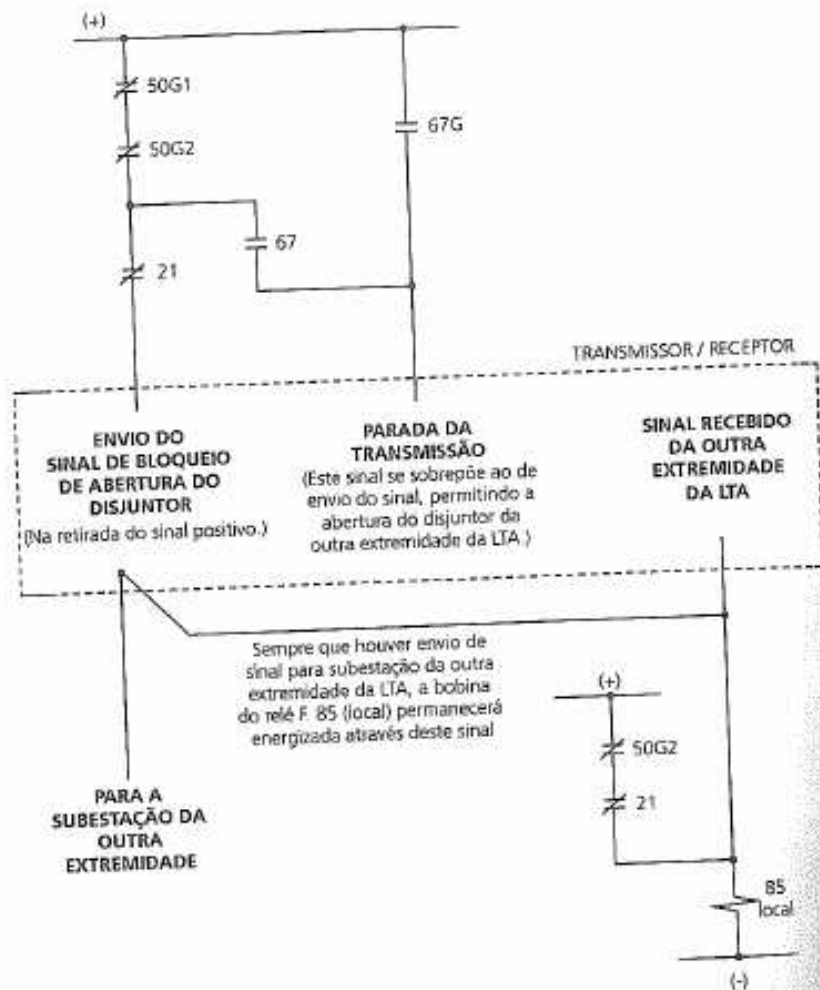 (+)
50G1
50G2
67G
67
21
TRANSMISSOR / RECEPTOR
ENVIO DO
SINAL DE BLOQUEIO
DE ABERTURA DO
DISJUNTOR
(Na retirada do sinal positivo.)
PARADA DA
TRANSMISSÃO
(Este sinal se sobrepõe ao de
envio do sinal, permitindo a
abertura do disjuntor da
outra extremidade da LTA.)
SINAL RECEBIDO
DA OUTRA
EXTREMIDADE
DA LTA
Sempre que houver envio de
sinal para subestação da outra
extremidade da LTA, a bobina
do relé F. 85 (local) permanecerá
energizada através deste sinal
(+)
50G2
21
PARA A
SUBESTAÇÃO DA
OUTRA
EXTREMIDADE
85
local
(-)